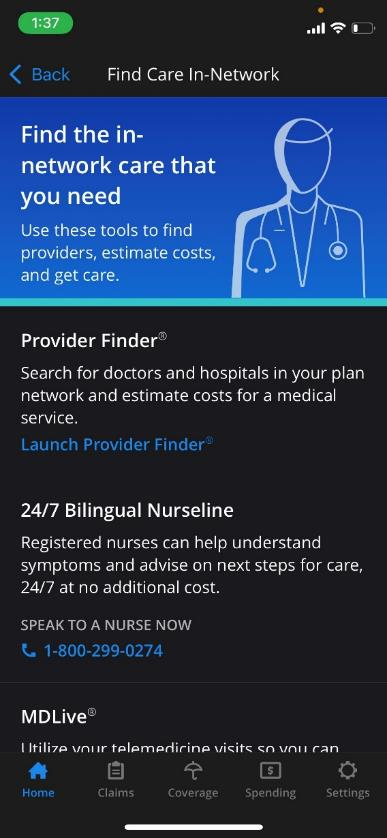 1:37
Back
Find Care In-Network
Find the in-
network care that
you need
Use these tools to find
providers, estimate costs,
and get care.
Provider Finder®
Search for doctors and hospitals in your plan
network and estimate costs for a medical
service.
Launch Provider Finder®
24/7 Bilingual Nurseline
Registered nurses can help understand
symptoms and advise on next steps for care,
24/7 at no additional cost.
SPEAK TO A NURSE NOW
1-800-299-0274
MDLive®
Utilize your telemedicine visits so you can
Home
Claims
Coverage
Spending
Settings